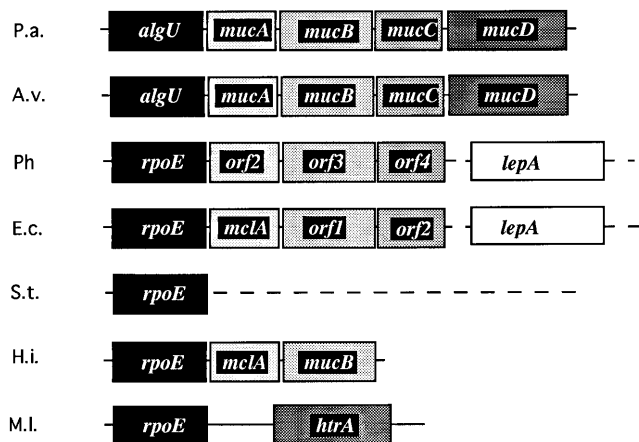 P.a. algU mucA mucB mucC mucD
A.v. algU mucA mucB mucC mucD
Ph rpoE orf2 orf3 orf4 lepA
E.c. rpoE mclA orf1 orf2 lepA
S.t. rpoE
H.i. rpoE mclA mucB
M.l. rpoE htrA